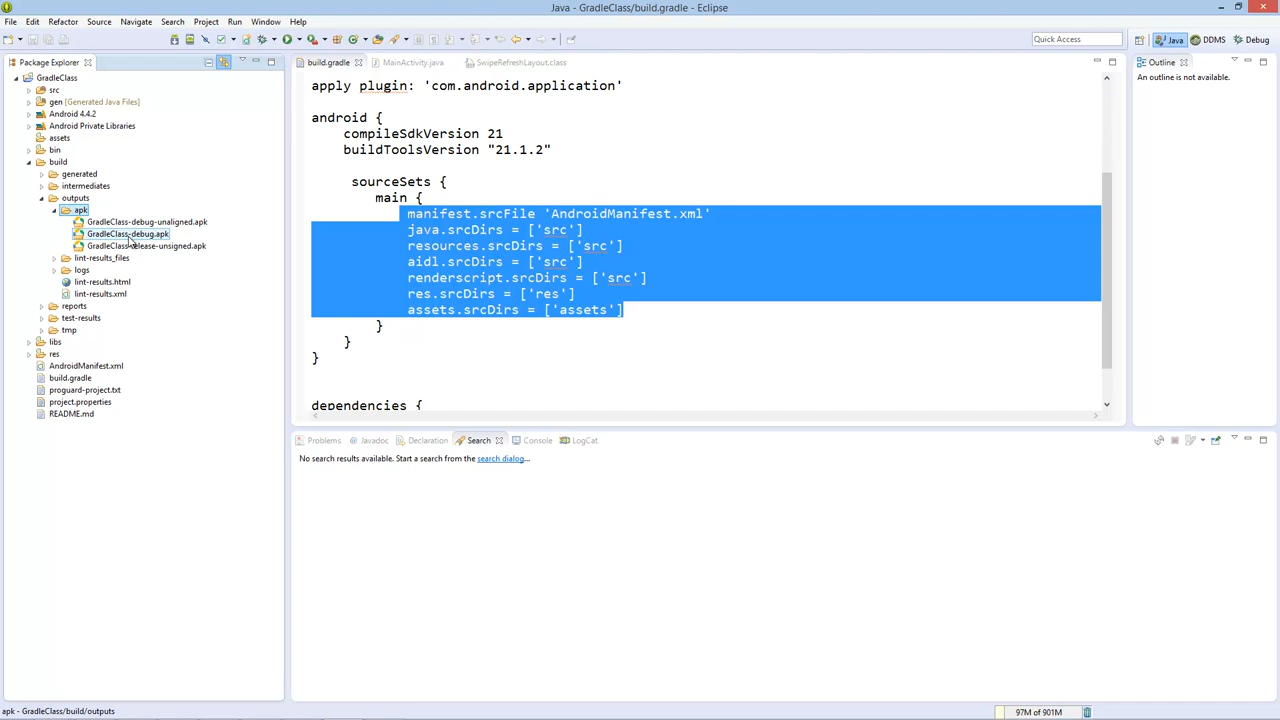 Java - GradleClass/build.gradle - Eclipse
File Edit Refactor Source Navigate Search Project Run Window Help
Quick Access
Java
DDMS
Debug
Package Explorer
GradleClass
src
gen [Generated Java Files]
Android 4.4.2
Android Private Libraries
assets
bin
build
generated
intermediates
outputs
apk
GradleClass-debug-unaligned.apk
GradleClass-debug.apk
GradleClass-release-unsigned.apk
lint-results_files
logs
lint-results.html
lint-results.xml
reports
test-results
tmp
libs
res
AndroidManifest.xml
build.gradle
proguard-project.txt
project.properties
README.md
build.gradle
MainActivity.java
SwipeRefreshLayout.class
apply plugin: 'com.android.application'
android {
compileSdkVersion 21
buildToolsVersion "21.1.2"
sourceSets {
main {
manifest.srcFile 'AndroidManifest.xml'
java.srcDirs = ['src']
resources.srcDirs = ['src']
aidl.srcDirs = ['src']
renderscript.srcDirs = ['src']
res.srcDirs = ['res']
assets.srcDirs = ['assets']
}
}
}
dependencies {
Outline
An outline is not available.
Problems
Javadoc
Declaration
Search
Console
LogCat
No search results available. Start a search from the search dialog...
apk - GradleClass/build/outputs
97M of 901M